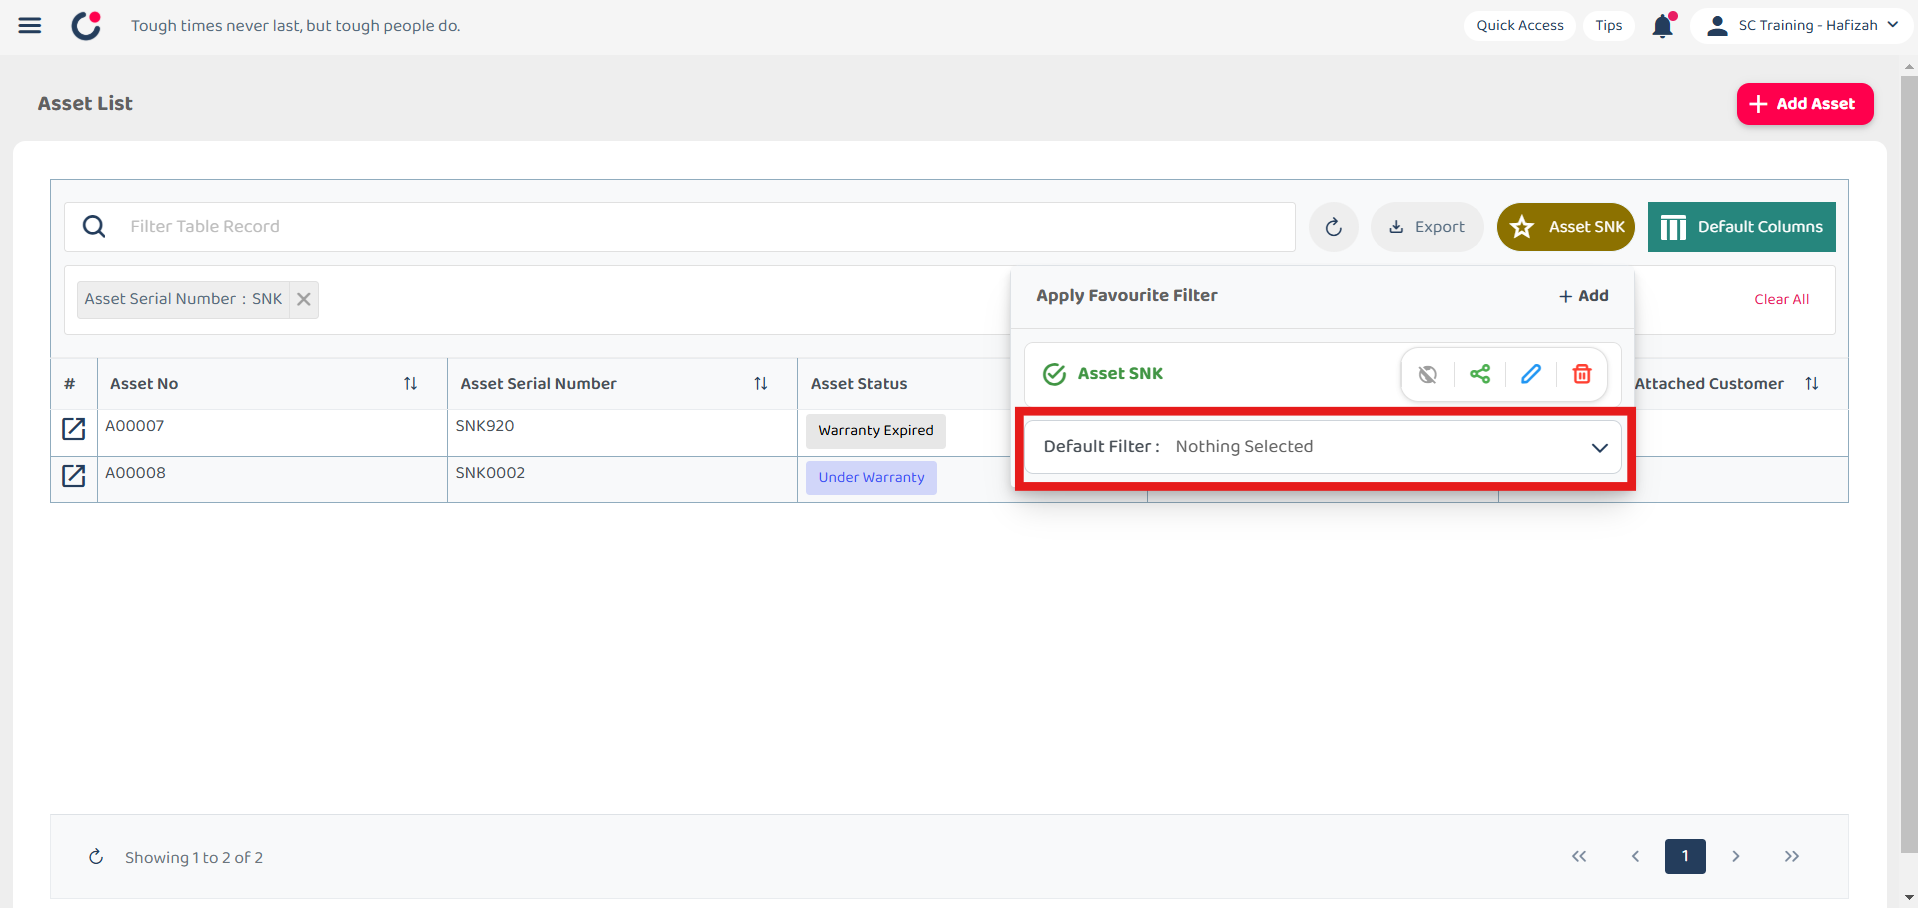 Tough times never last, but tough people do.
Quick Access
Tips
SC Training - Hafizah
Asset List
Add Asset
Filter Table Record
Export
Asset SNK
Default Columns
Asset Serial Number : SNK
Clear All
Apply Favourite Filter
+ Add
Asset SNK
Default Filter : Nothing Selected
# Asset No Asset Serial Number Asset Status Attached Customer
A00007 SNK920 Warranty Expired
A00008 SNK0002 Under Warranty
Showing 1 to 2 of 2
1